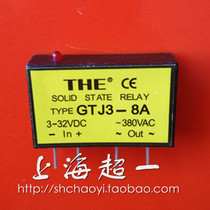 THE CE
SOLID STATE RELAY
TYPE GTJ3-8A
3-32VDC ~380VAC
- In + ~ Out ~
上海超一
http://shchaoyi.taobao.com/